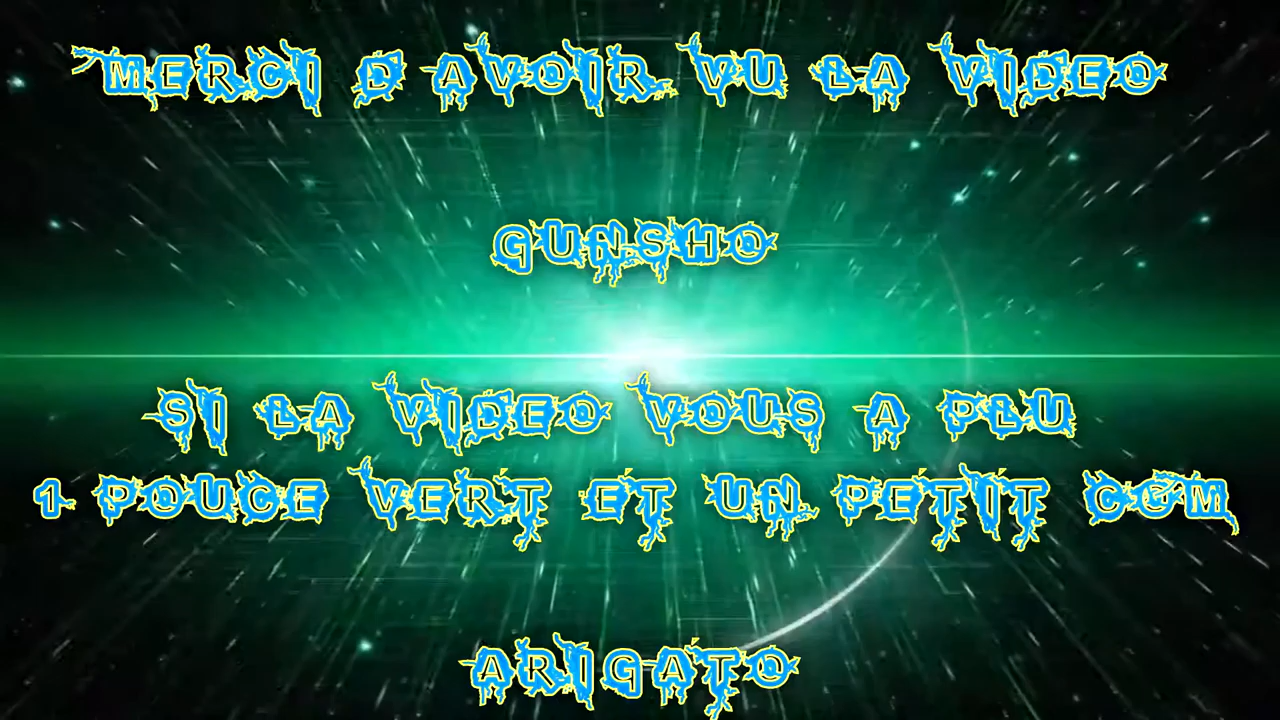 MERCI D AVOIR VU LA VIDEO
GUNSHO
SI LA VIDEO VOUS A PLU
1 POUCE VERT ET UN PETIT COM
ARIGATO